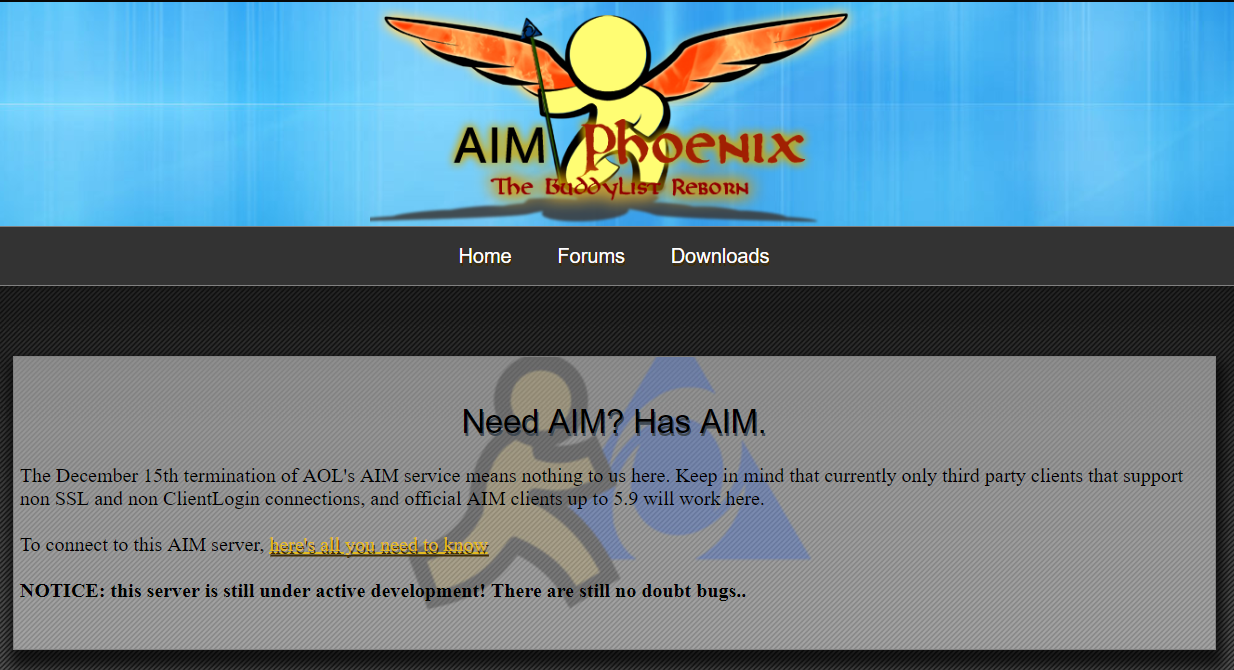 AIM Phoenix
The BuddyList Reborn
Home Forums Downloads
Need AIM? Has AIM.
The December 15th termination of AOL's AIM service means nothing to us here. Keep in mind that currently only third party clients that support
non SSL and non ClientLogin connections, and official AIM clients up to 5.9 will work here.
To connect to this AIM server, here's all you need to know
NOTICE: this server is still under active development! There are still no doubt bugs..